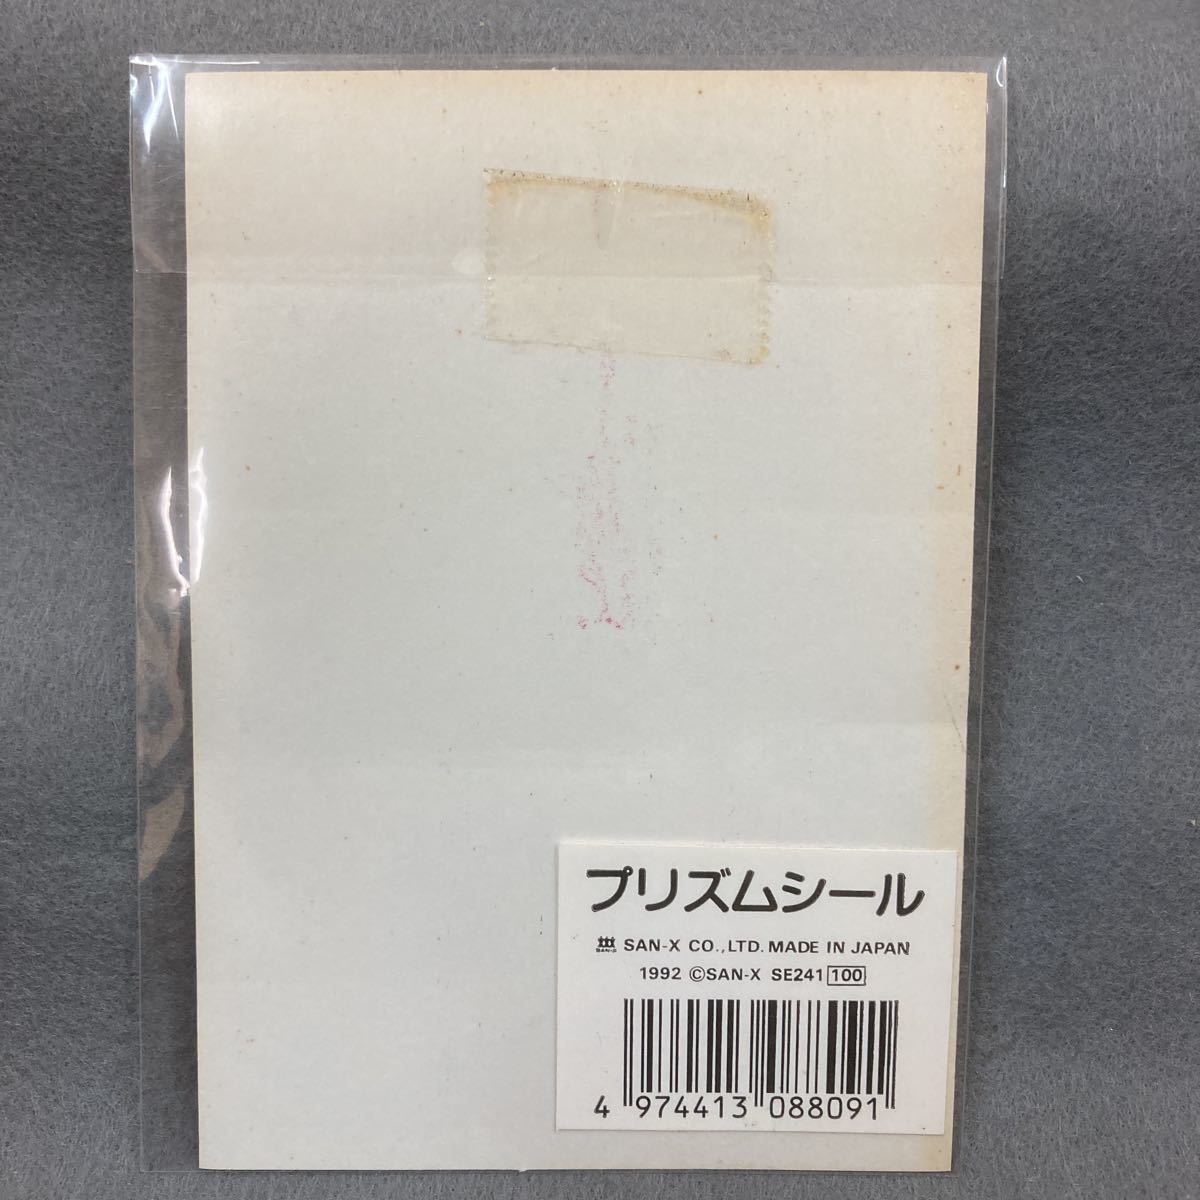 プリズムシール
SAN-X SAN-X CO.,LTD. MADE IN JAPAN
1992 ©SAN-X SE241 100
4 974413 088091